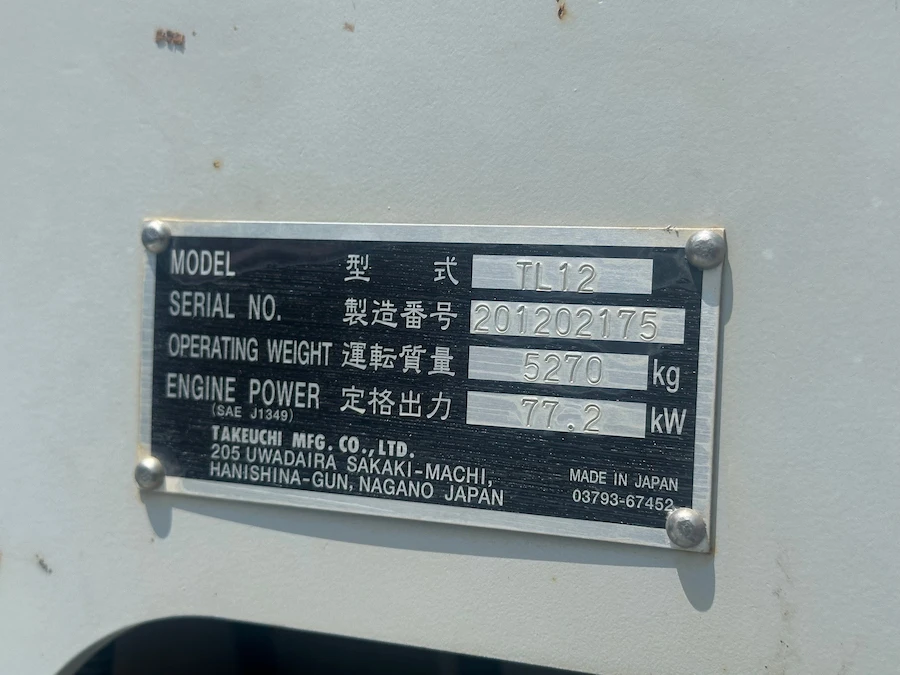 MODEL 型式 TL12
SERIAL NO. 製造番号 201202175
OPERATING WEIGHT 運転質量 5270 kg
ENGINE POWER 定格出力 77.2 kW
(SAE J1349)
TAKEUCHI MFG. CO., LTD.
205 UWADAIRA SAKAKI-MACHI,
HANISHINA-GUN, NAGANO JAPAN
MADE IN JAPAN
03793-67452